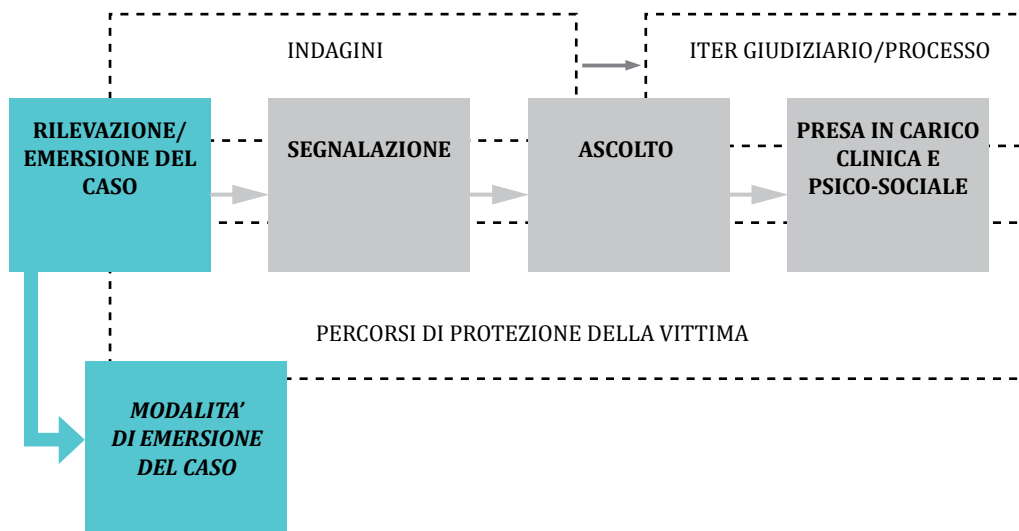 INDAGINI
ITER GIUDIZIARIO/PROCESSO
RILEVAZIONE/
EMERSIONE DEL
CASO
SEGNALAZIONE
ASCOLTO
PRESA IN CARICO
CLINICA E
PSICO-SOCIALE
PERCORSI DI PROTEZIONE DELLA VITTIMA
MODALITA’
DI EMERSIONE
DEL CASO